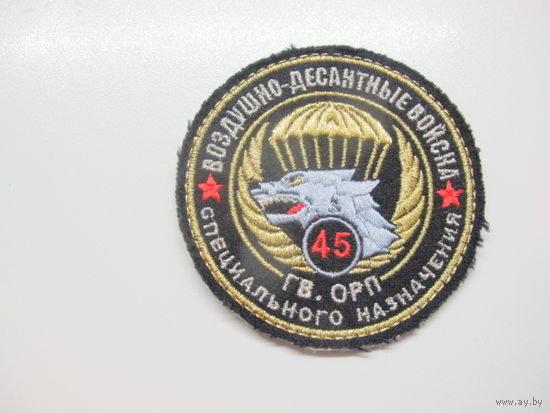 ВОЗДУШНО-ДЕСАНТНЫЕ ВОЙСКА
45
ГВ. ОРП
СПЕЦИАЛЬНОГО НАЗНАЧЕНИЯ
www.ay.by